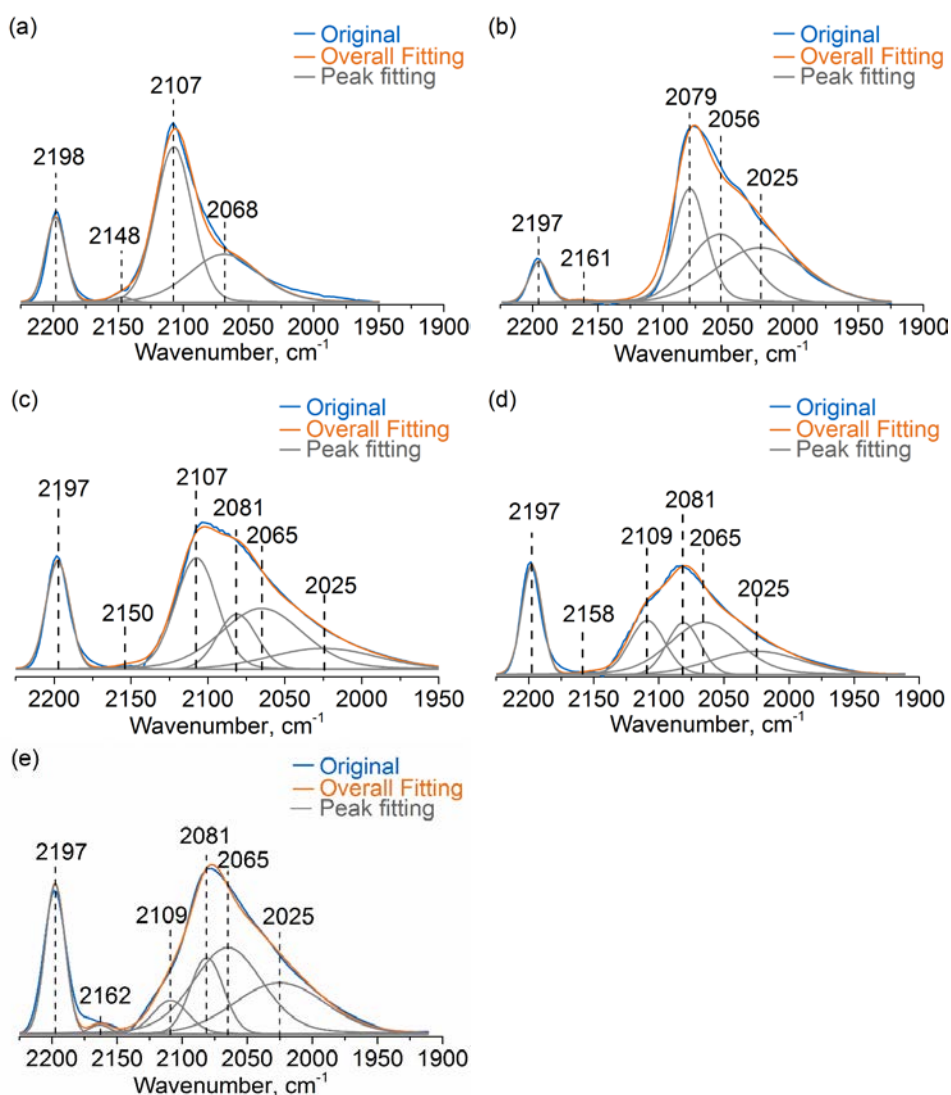 (a)
Original
Overall Fitting
Peak fitting
2107
2198
2148
2068
2200 2150 2100 2050 2000 1950 1900
Wavenumber, cm-1
(b)
Original
Overall Fitting
Peak fitting
2079
2056
2025
2197
2161
2200 2150 2100 2050 2000 1950 1900
Wavenumber, cm-1
(c)
Original
Overall Fitting
Peak fitting
2197
2107
2081
2065
2150
2025
2200 2150 2100 2050 2000 1950
Wavenumber, cm-1
(d)
Original
Overall Fitting
Peak fitting
2197
2081
2109
2065
2158
2025
2200 2150 2100 2050 2000 1950 1900
Wavenumber, cm-1
(e)
Original
Overall Fitting
Peak fitting
2197
2081
2065
2109
2025
2162
2200 2150 2100 2050 2000 1950 1900
Wavenumber, cm-1